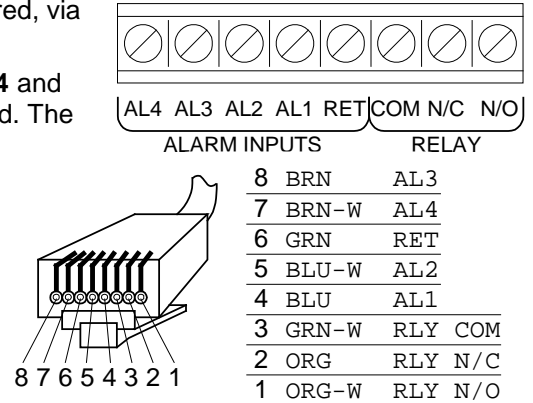 red, via
4 and
d. The
AL4 AL3 AL2 AL1 RET COM N/C N/O
ALARM INPUTS RELAY
8 BRN AL3
7 BRN-W AL4
6 GRN RET
5 BLU-W AL2
4 BLU AL1
3 GRN-W RLY COM
2 ORG RLY N/C
1 ORG-W RLY N/O
8 7 6 5 4 3 2 1